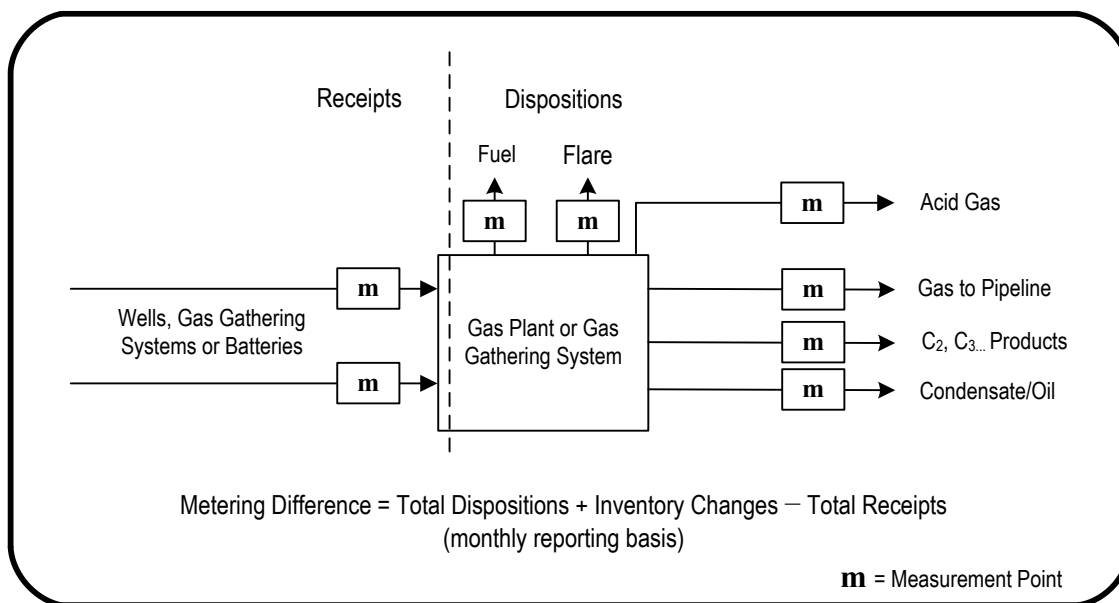 Receipts
Dispositions
Fuel
Flare
m
m
m
Acid Gas
m
m
Gas to Pipeline
Wells, Gas Gathering
Systems or Batteries
Gas Plant or Gas
Gathering System
m
C₂, C₃... Products
m
m
Condensate/Oil
Metering Difference = Total Dispositions + Inventory Changes − Total Receipts
(monthly reporting basis)
m = Measurement Point